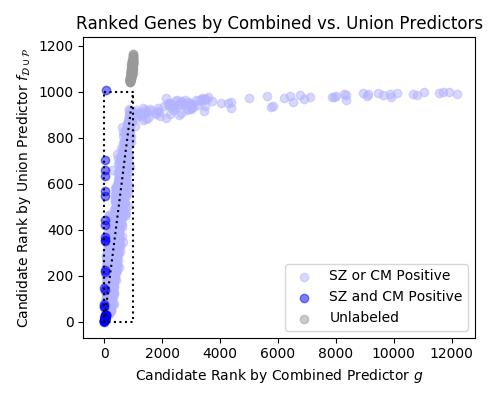 Ranked Genes by Combined vs. Union Predictors
Candidate Rank by Union Predictor f_{𝒟∪𝒫}
1200
1000
800
600
400
200
0
SZ or CM Positive
SZ and CM Positive
Unlabeled
0 2000 4000 6000 8000 10000 12000
Candidate Rank by Combined Predictor g